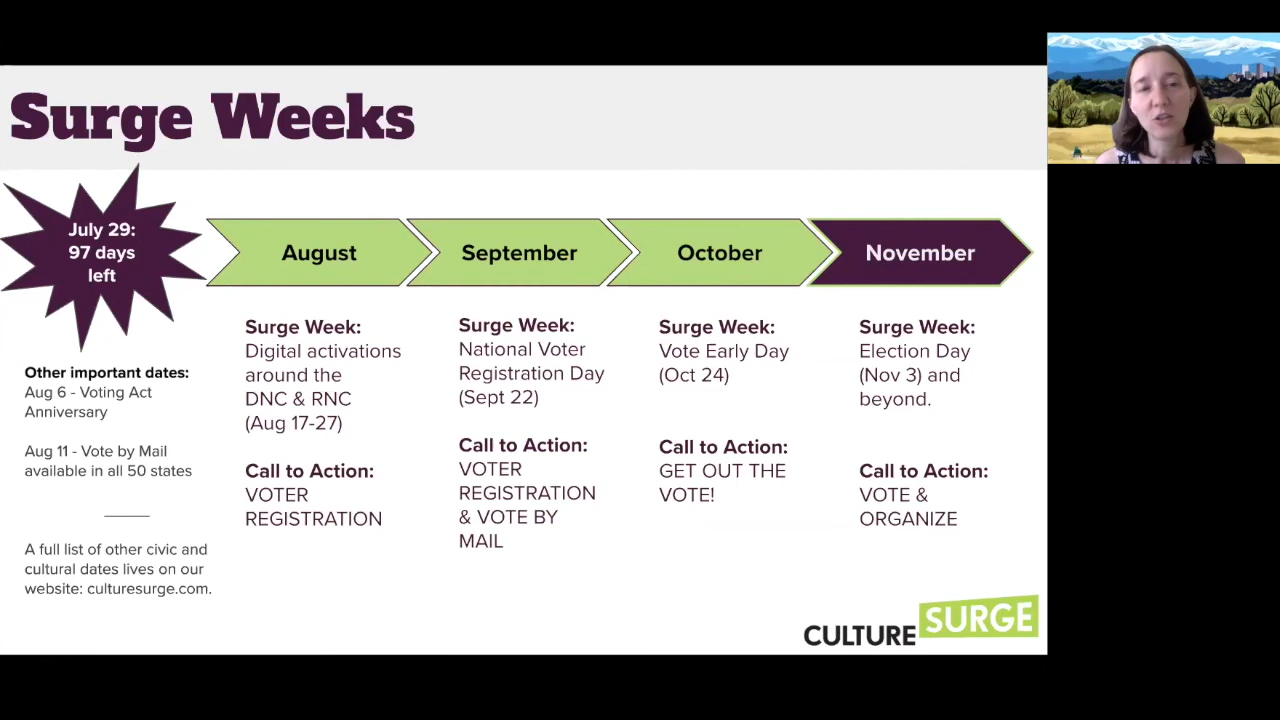 Surge Weeks
July 29:
97 days
left
August
September
October
November
Other important dates:
Aug 6 - Voting Act
Anniversary
Aug 11 - Vote by Mail
available in all 50 states
A full list of other civic and
cultural dates lives on our
website: culturesurge.com.
Surge Week:
Digital activations
around the
DNC & RNC
(Aug 17-27)
Call to Action:
VOTER
REGISTRATION
Surge Week:
National Voter
Registration Day
(Sept 22)
Call to Action:
VOTER
REGISTRATION
& VOTE BY
MAIL
Surge Week:
Vote Early Day
(Oct 24)
Call to Action:
GET OUT THE
VOTE!
Surge Week:
Election Day
(Nov 3) and
beyond.
Call to Action:
VOTE &
ORGANIZE
CULTURE SURGE